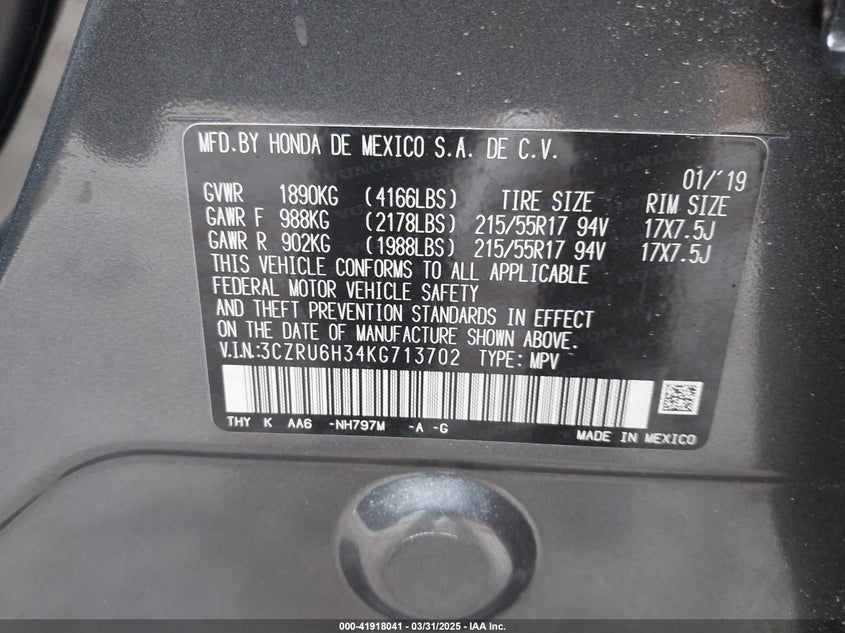 MFD.BY HONDA DE MEXICO S.A. DE C.V.
01/'19
GVWR 1890KG (4166LBS) TIRE SIZE RIM SIZE
GAWR F 988KG (2178LBS) 215/55R17 94V 17X7.5J
GAWR R 902KG (1988LBS) 215/55R17 94V 17X7.5J
THIS VEHICLE CONFORMS TO ALL APPLICABLE
FEDERAL MOTOR VEHICLE SAFETY
AND THEFT PREVENTION STANDARDS IN EFFECT
ON THE DATE OF MANUFACTURE SHOWN ABOVE.
V.I.N.:3CZRU6H34KG713702 TYPE: MPV
THY K AA6 -NH797M -A -G
MADE IN MEXICO
000-41918041 - 03/31/2025 - IAA Inc.